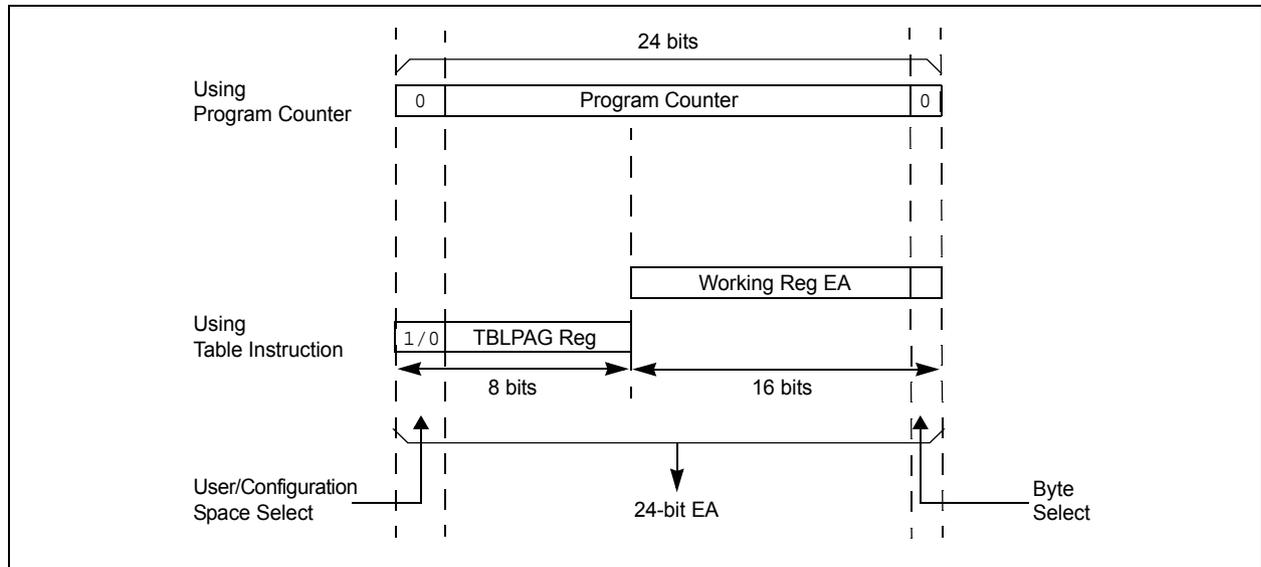 24 bits
Using
Program Counter
0
Program Counter
0
Working Reg EA
Using
Table Instruction
1/0
TBLPAG Reg
8 bits
16 bits
User/Configuration
Space Select
24-bit EA
Byte
Select